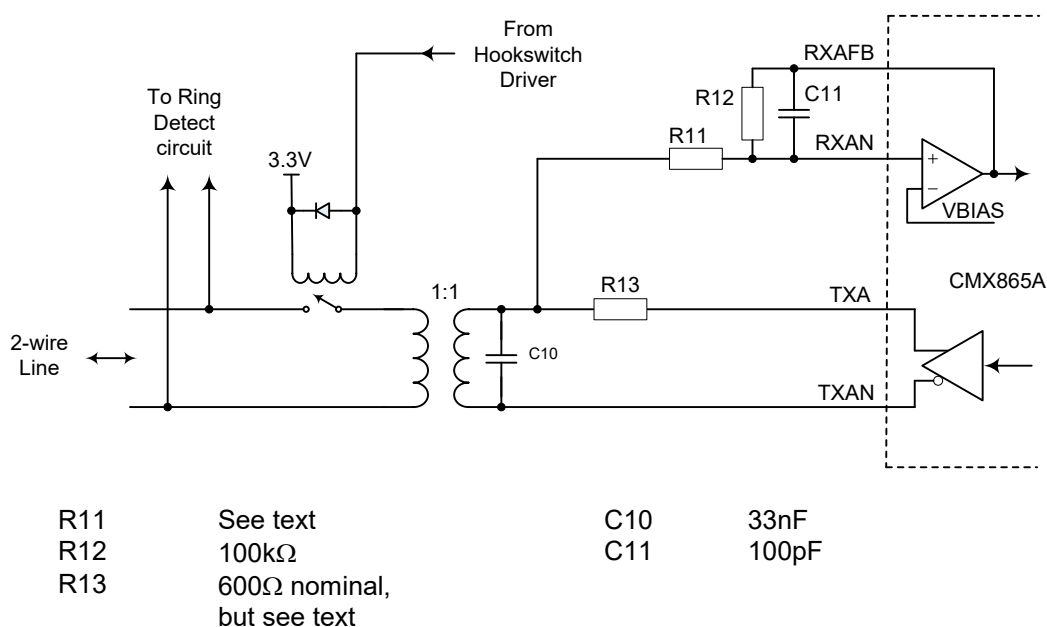 From
Hookswitch
Driver
To Ring
Detect
circuit
3.3V
RXAFB
R12
C11
R11
RXAN
+
−
VBIAS
CMX865A
1:1
R13
TXA
2-wire
Line
C10
TXAN
R11 See text C10 33nF
R12 100kΩ C11 100pF
R13 600Ω nominal,
but see text